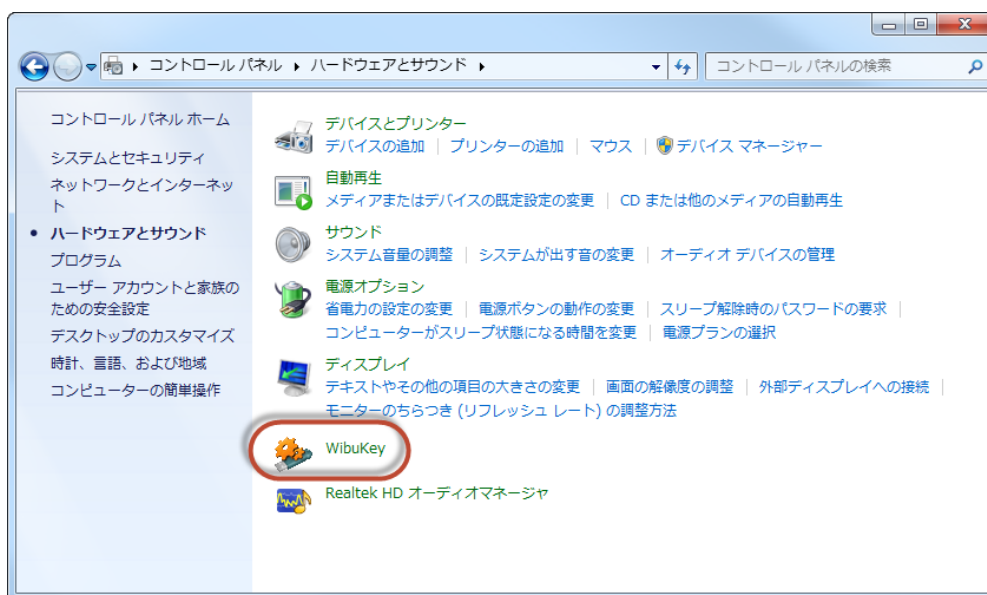 コントロール パネル ハードウェアとサウンド
コントロール パネルの検索
コントロール パネル ホーム
システムとセキュリティ
ネットワークとインターネッ
ト
ハードウェアとサウンド
プログラム
ユーザー アカウントと家族の
ための安全設定
デスクトップのカスタマイズ
時計、言語、および地域
コンピューターの簡単操作
デバイスとプリンター
デバイスの追加 | プリンターの追加 | マウス | デバイス マネージャー
自動再生
メディアまたはデバイスの既定設定の変更 | CD または他のメディアの自動再生
サウンド
システム音量の調整 | システムが出す音の変更 | オーディオ デバイスの管理
電源オプション
省電力の設定の変更 | 電源ボタンの動作の変更 | スリープ解除時のパスワードの要求 |
コンピューターがスリープ状態になる時間を変更 | 電源プランの選択
ディスプレイ
テキストやその他の項目の大きさの変更 | 画面の解像度の調整 | 外部ディスプレイへの接続 |
モニターのちらつき (リフレッシュ レート) の調整方法
WibuKey
Realtek HD オーディオマネージャ